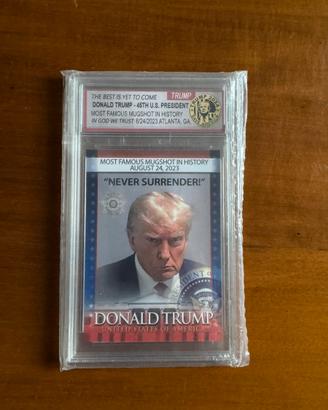 THE BEST IS YET TO COME
TRUMP
DONALD TRUMP - 45TH U.S. PRESIDENT
MOST FAMOUS MUGSHOT IN HISTORY
IN GOD WE TRUST 8/24/2023 ATLANTA, GA
MOST FAMOUS MUGSHOT IN HISTORY
AUGUST 24, 2023
“NEVER SURRENDER!”
DONALD TRUMP
UNITED STATES OF AMERICA